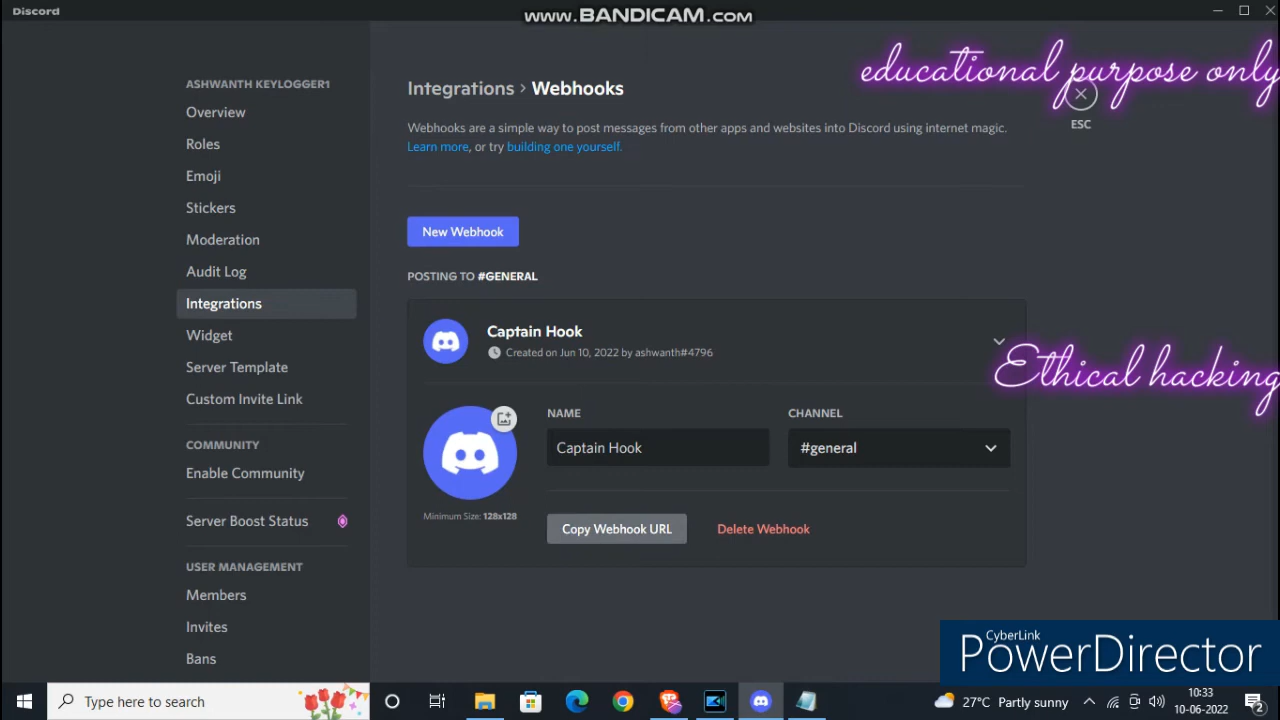 Discord
www.BANDICAM.com
educational purpose only
ASHWANTH KEYLOGGER1
Overview
Roles
Emoji
Stickers
Moderation
Audit Log
Integrations
Widget
Server Template
Custom Invite Link
COMMUNITY
Enable Community
Server Boost Status
USER MANAGEMENT
Members
Invites
Bans
Integrations > Webhooks
ESC
Webhooks are a simple way to post messages from other apps and websites into Discord using internet magic.
Learn more, or try building one yourself.
New Webhook
POSTING TO #GENERAL
Captain Hook
Created on Jun 10, 2022 by ashwanth#4796
Ethical hacking
NAME
CHANNEL
Captain Hook
#general
Minimum Size: 128x128
Copy Webhook URL
Delete Webhook
CyberLink
PowerDirector
Type here to search
27°C Partly sunny
10:33
10-06-2022
2